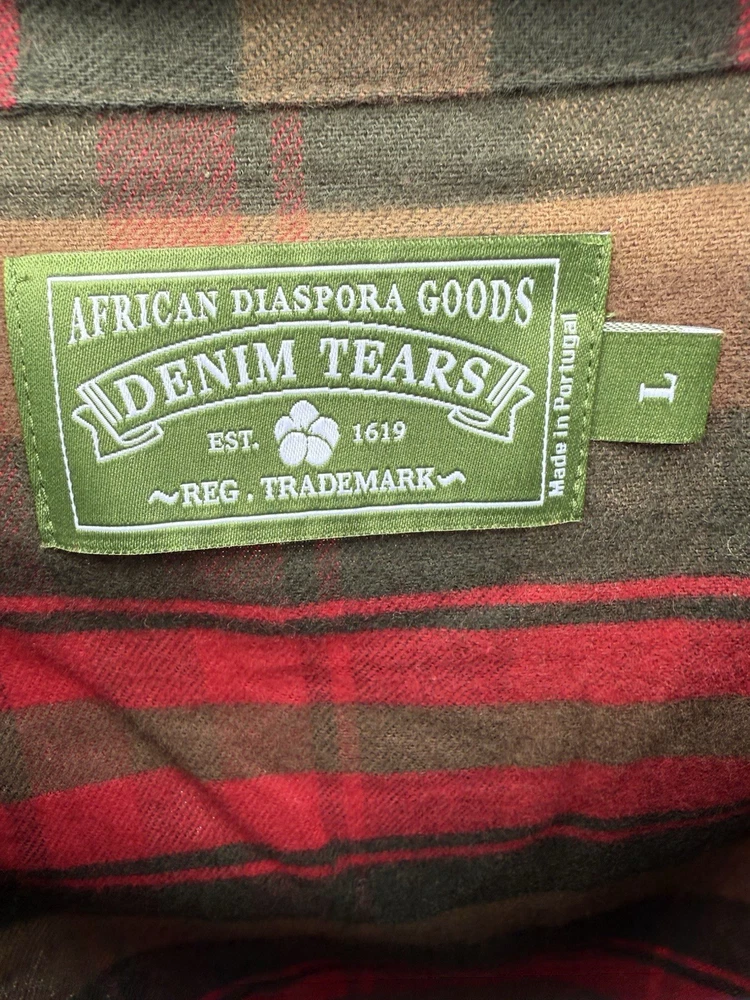 AFRICAN DIASPORA GOODS
DENIM TEARS
EST. 1619
~REG . TRADEMARK~
Made in Portugal
L